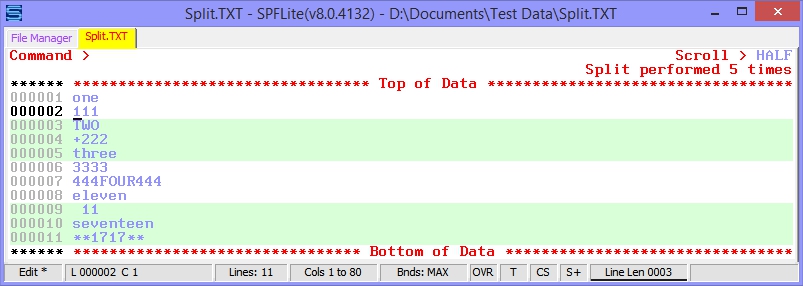 Split.TXT - SPFLite(v8.0.4132) - D:\Documents\Test Data\Split.TXT
File Manager Split.TXT
Command > Scroll > HALF
Split performed 5 times
****** ********************************* Top of Data *********************************
000001 one
000002 111
000003 TWO
000004 +222
000005 three
000006 3333
000007 444FOUR444
000008 eleven
000009  11
000010 seventeen
000011 **1717**
****** ******************************** Bottom of Data *******************************
Edit * L 000002 C 1 Lines: 11 Cols 1 to 80 Bnds: MAX OVR T CS S+ Line Len 0003